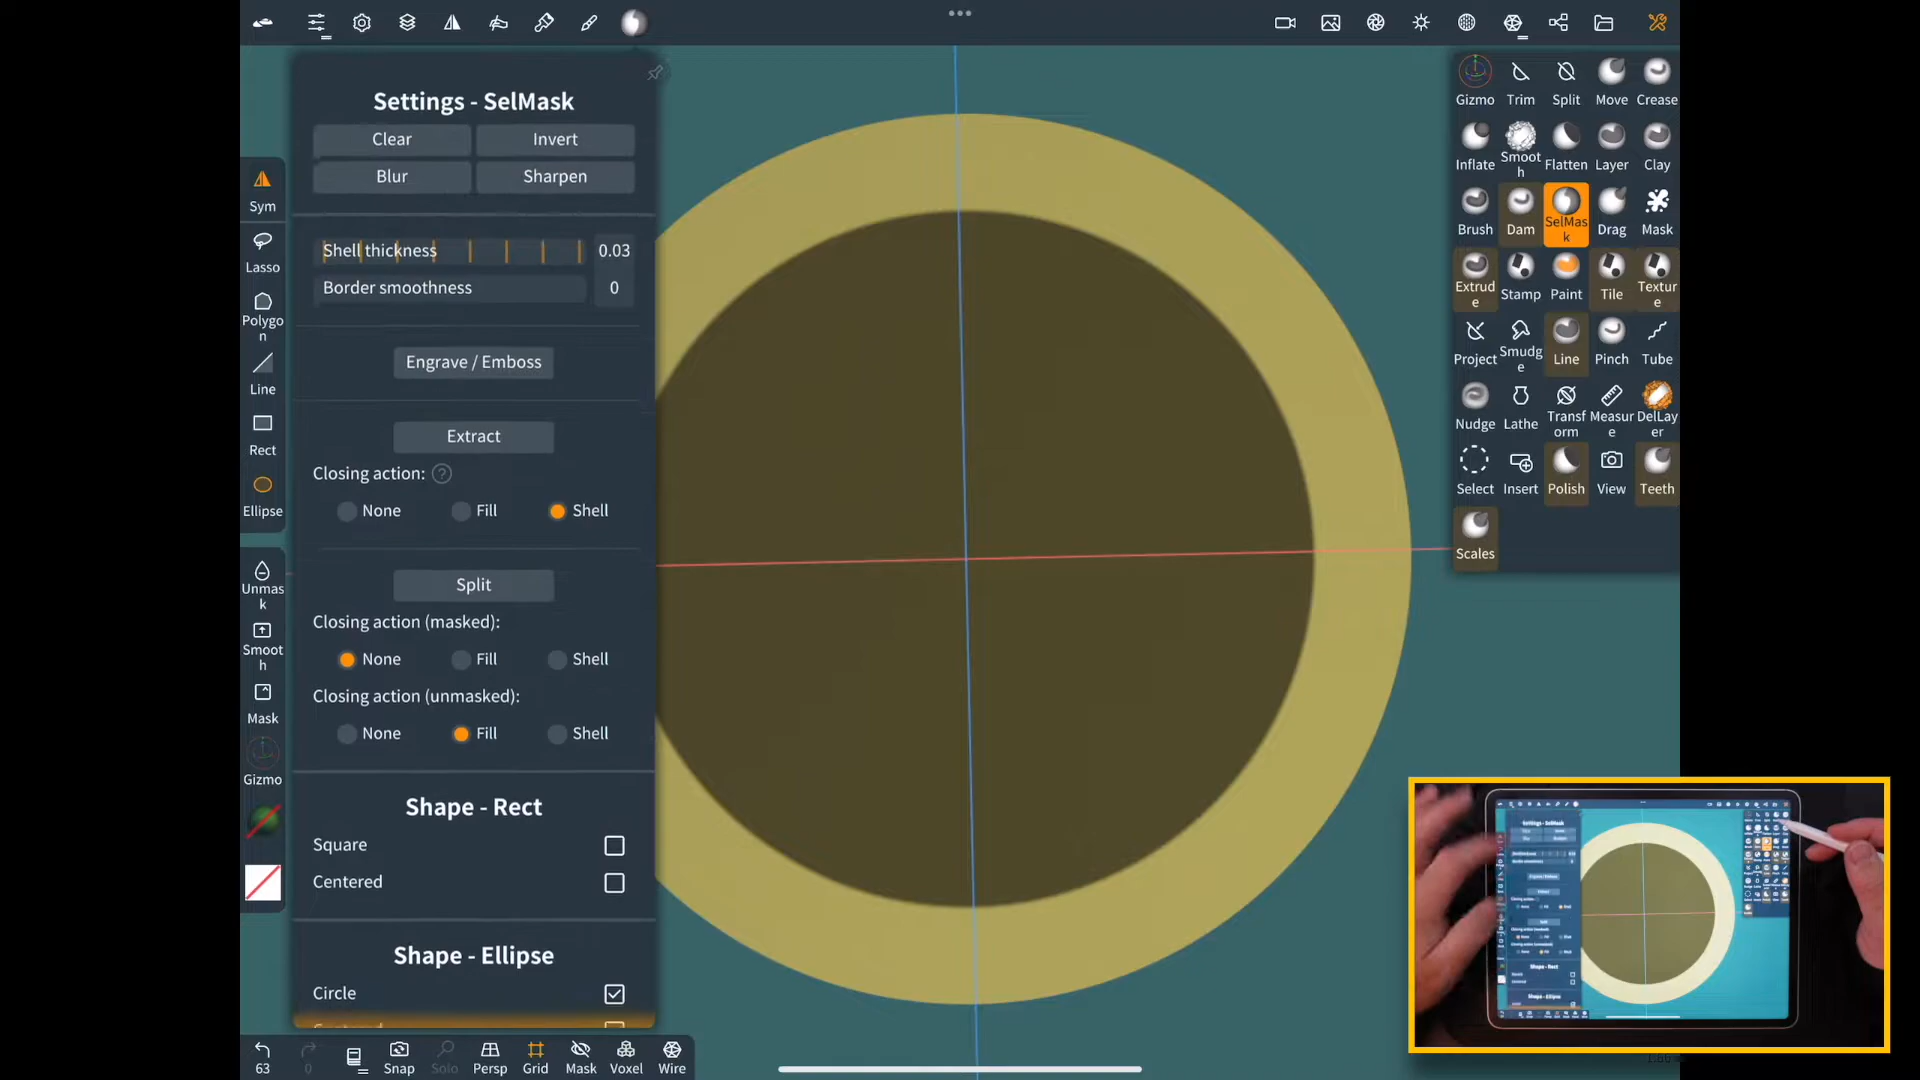 Settings - SelMask
Clear
Invert
Blur
Sharpen
Shell thickness
0.03
Border smoothness
0
Engrave / Emboss
Extract
Closing action: ?
None
Fill
Shell
Split
Closing action (masked):
None
Fill
Shell
Closing action (unmasked):
None
Fill
Shell
Shape - Rect
Square
Centered
Shape - Ellipse
Circle
Sym
Lasso
Polygo
n
Line
Rect
Ellipse
Unmas
k
Smoot
h
Mask
Gizmo
Gizmo
Trim
Split
Move
Crease
Inflate
Smoot
h
Flatten
Layer
Clay
Brush
Dam
SelMas
k
Drag
Mask
Extrud
e
Stamp
Paint
Tile
Textur
e
Project
Smudg
e
Line
Pinch
Tube
Nudge
Lathe
Transf
orm
Measur
e
DelLay
er
Select
Insert
Polish
View
Teeth
Scales
63
0
Snap
Solo
Persp
Grid
Mask
Voxel
Wire